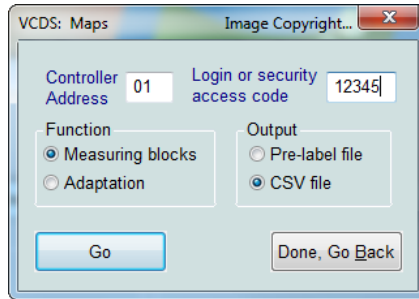 VCDS: Maps Image Copyright...
Controller Address 01 Login or security access code 12345
Function Output
Measuring blocks Pre-label file
Adaptation CSV file
Go Done, Go Back